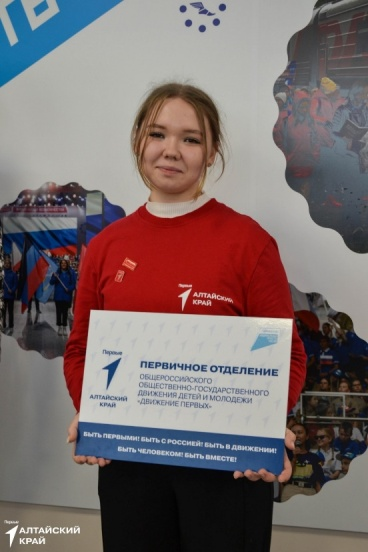 ТЬ
Первые
АЛТАЙСКИЙ
КРАЙ
Первые
АЛТАЙСКИЙ
КРАЙ
ПЕРВИЧНОЕ ОТДЕЛЕНИЕ
ОБЩЕРОССИЙСКОГО
ОБЩЕСТВЕННО-ГОСУДАРСТВЕННОГО
ДВИЖЕНИЯ ДЕТЕЙ И МОЛОДЕЖИ
«ДВИЖЕНИЕ ПЕРВЫХ»
БЫТЬ ПЕРВЫМИ! БЫТЬ С РОССИЕЙ! БЫТЬ В ДВИЖЕНИИ!
БЫТЬ ЧЕЛОВЕКОМ! БЫТЬ ВМЕСТЕ!
Первые
АЛТАЙСКИЙ
КРАЙ